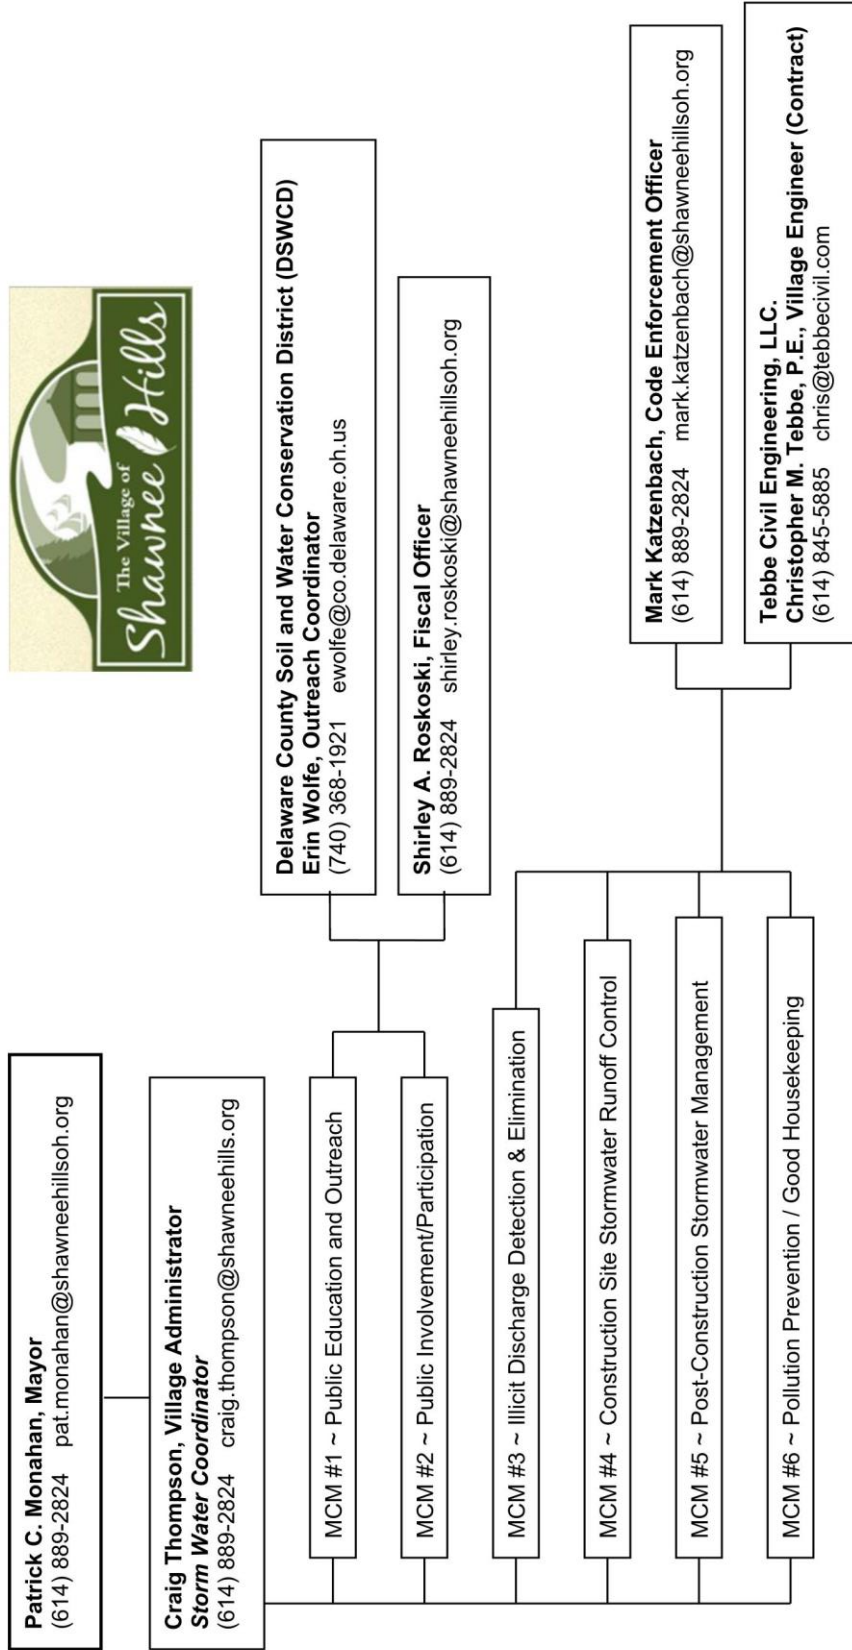 The Village of
Shawnee Hills
Patrick C. Monahan, Mayor
(614) 889-2824 pat.monahan@shawneehillsoh.org
Craig Thompson, Village Administrator
Storm Water Coordinator
(614) 889-2824 craig.thompson@shawneehills.org
MCM #1 ~ Public Education and Outreach
MCM #2 ~ Public Involvement/Participation
Delaware County Soil and Water Conservation District (DSWCD)
Erin Wolfe, Outreach Coordinator
(740) 368-1921 ewolfe@co.delaware.oh.us
Shirley A. Roskoski, Fiscal Officer
(614) 889-2824 shirley.roskoski@shawneehillsoh.org
MCM #3 ~ Illicit Discharge Detection & Elimination
MCM #4 ~ Construction Site Stormwater Runoff Control
MCM #5 ~ Post-Construction Stormwater Management
MCM #6 ~ Pollution Prevention / Good Housekeeping
Mark Katzenbach, Code Enforcement Officer
(614) 889-2824 mark.katzenbach@shawneehillsoh.org
Tebbe Civil Engineering, LLC.
Christopher M. Tebbe, P.E., Village Engineer (Contract)
(614) 845-5885 chris@tebbecivil.com